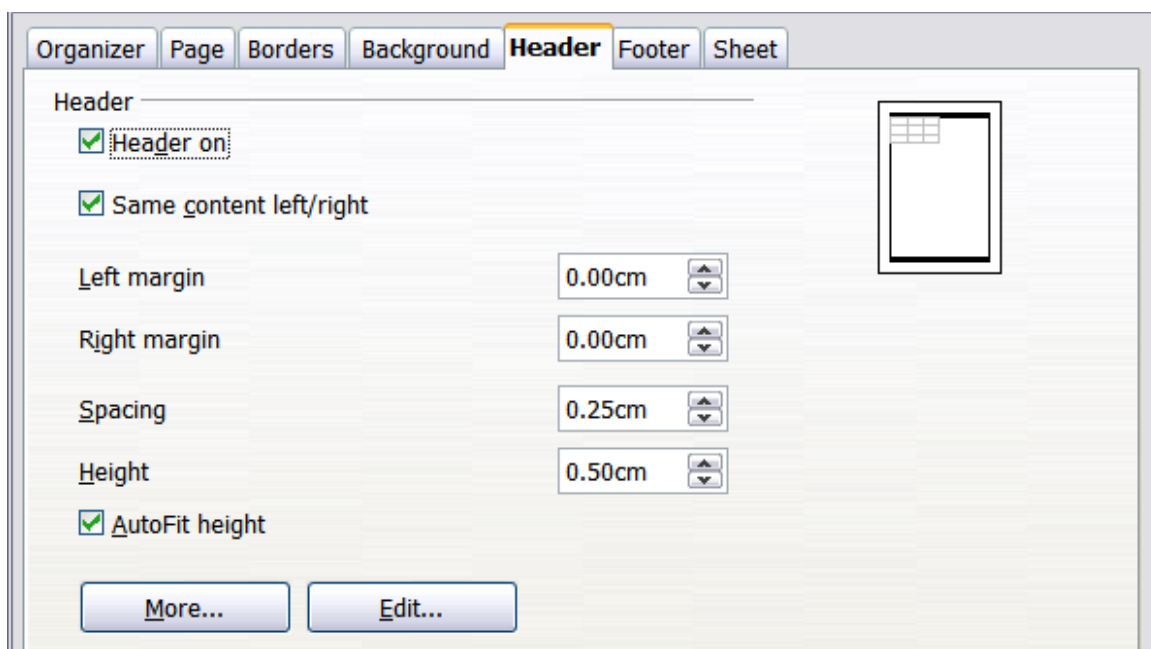 Organizer Page Borders Background Header Footer Sheet
Header
Header on
Same content left/right
Left margin 0.00cm
Right margin 0.00cm
Spacing 0.25cm
Height 0.50cm
AutoFit height
More... Edit...